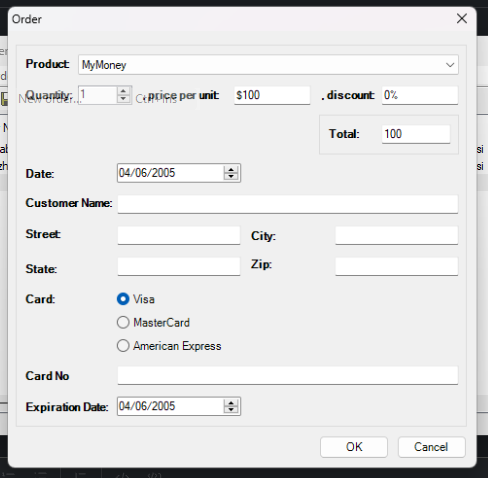 Order
Product: MyMoney
Quantity: 1 , price per unit: $100 , discount: 0%
New order... Ctrl+Ins
Total: 100
Date: 04/06/2005
Customer Name:
Street: City:
State: Zip:
Card: Visa
MasterCard
American Express
Card No
Expiration Date: 04/06/2005
OK Cancel